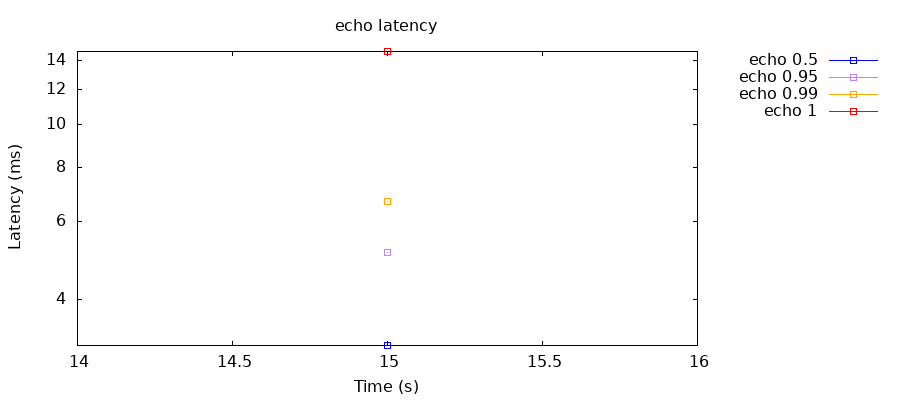 echo latency
echo 0.5
echo 0.95
echo 0.99
echo 1
14
12
10
8
6
4
Latency (ms)
14 14.5 15 15.5 16
Time (s)